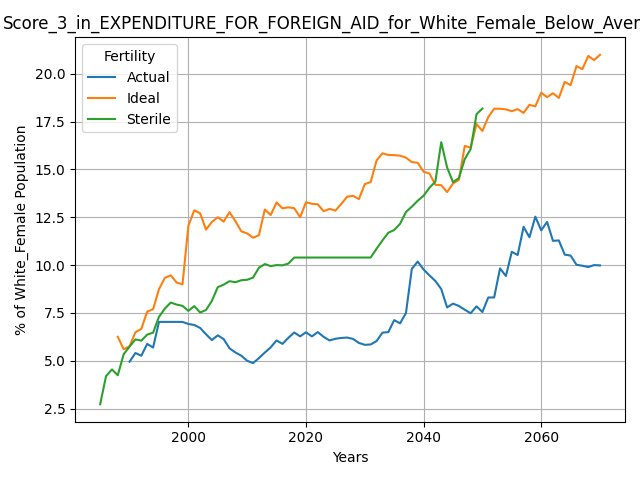 Score_3_in_EXPENDITURE_FOR_FOREIGN_AID_for_White_Female_Below_Aver
Fertility
Actual
Ideal
Sterile
% of White_Female Population
20.0
17.5
15.0
12.5
10.0
7.5
5.0
2.5
2000
2020
2040
2060
Years